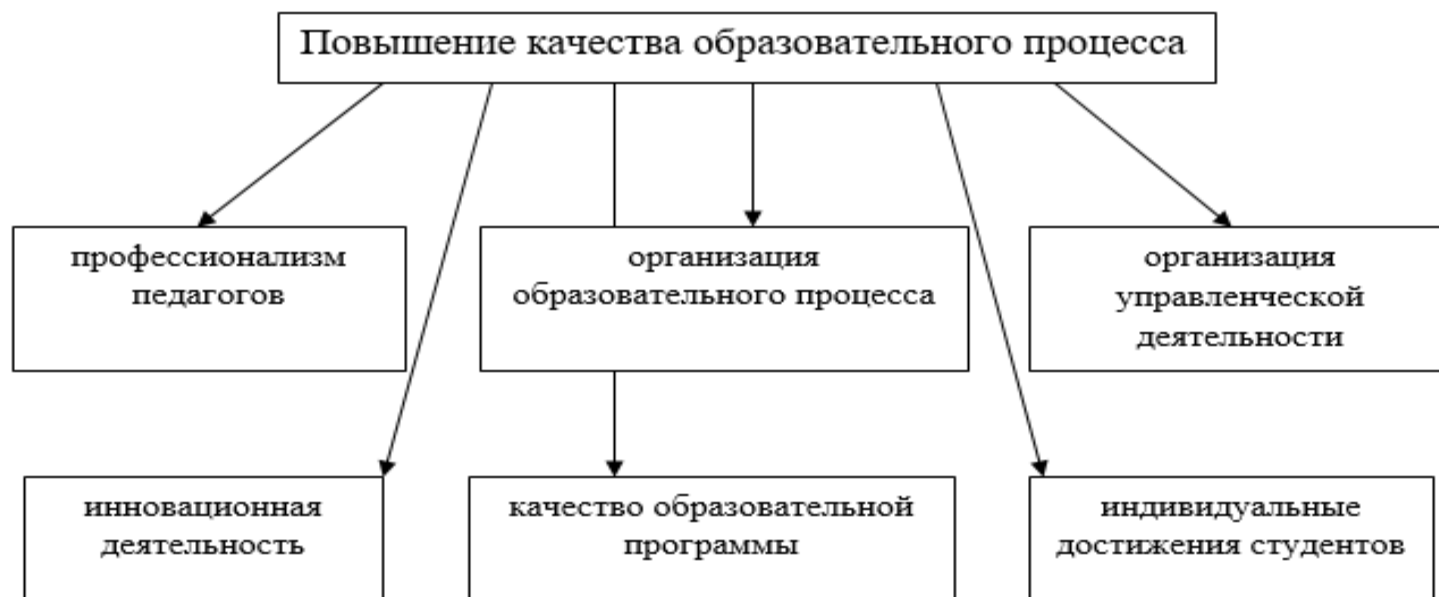 Повышение качества образовательного процесса
профессионализм
педагогов
организация
образовательного процесса
организация
управленческой
деятельности
инновационная
деятельность
качество образовательной
программы
индивидуальные
достижения студентов